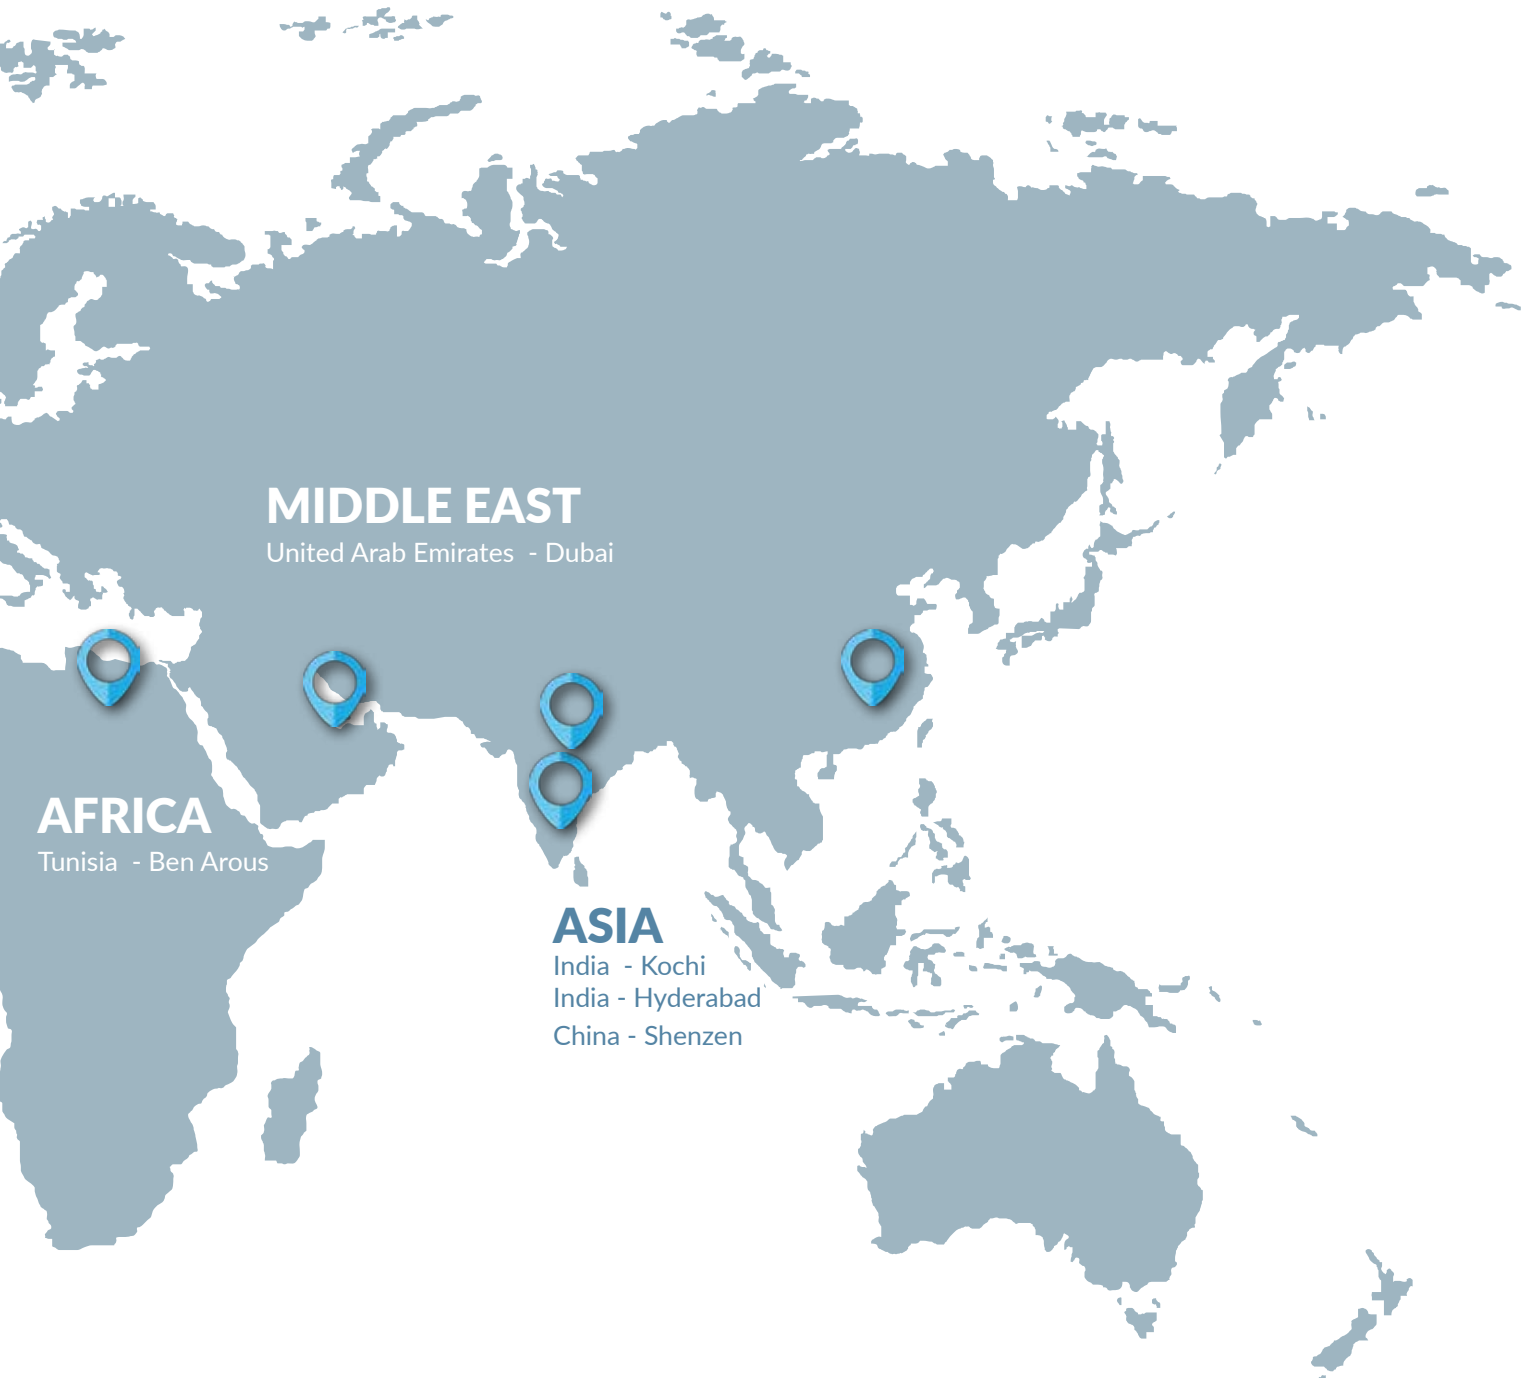 MIDDLE EAST
United Arab Emirates - Dubai
AFRICA
Tunisia - Ben Arous
ASIA
India - Kochi
India - Hyderabad
China - Shenzen